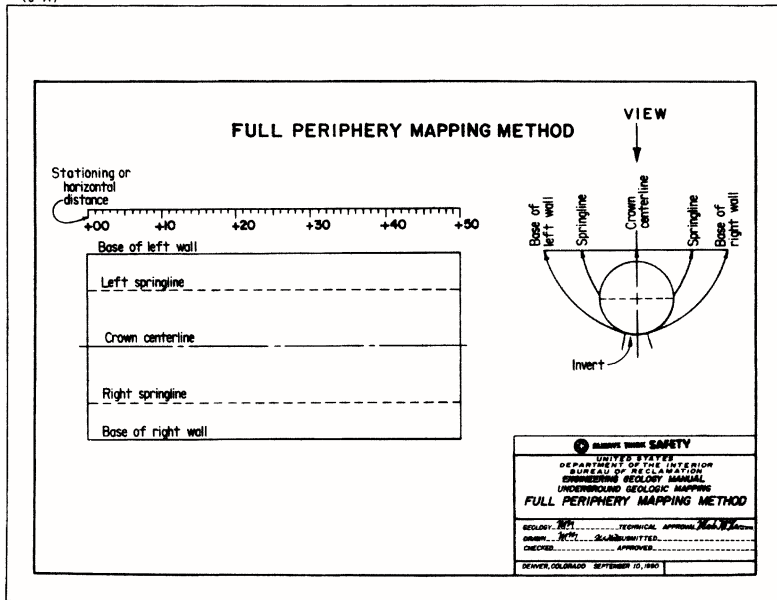 FULL PERIPHERY MAPPING METHOD
VIEW
Stationing or
horizontal
distance
+00 +10 +20 +30 +40 +50
Base of left wall
Left springline
Crown centerline
Right springline
Base of right wall
Base of
left wall
Springline
Crown
centerline
Springline
Base of
right wall
Invert
ALWAYS THINK SAFETY
UNITED STATES
DEPARTMENT OF THE INTERIOR
BUREAU OF RECLAMATION
ENGINEERING GEOLOGY MANUAL
UNDERGROUND GEOLOGIC MAPPING
FULL PERIPHERY MAPPING METHOD
GEOLOGY TECHNICAL APPROVAL
DRAWN SUBMITTED
CHECKED APPROVED
DENVER, COLORADO SEPTEMBER 10, 1990